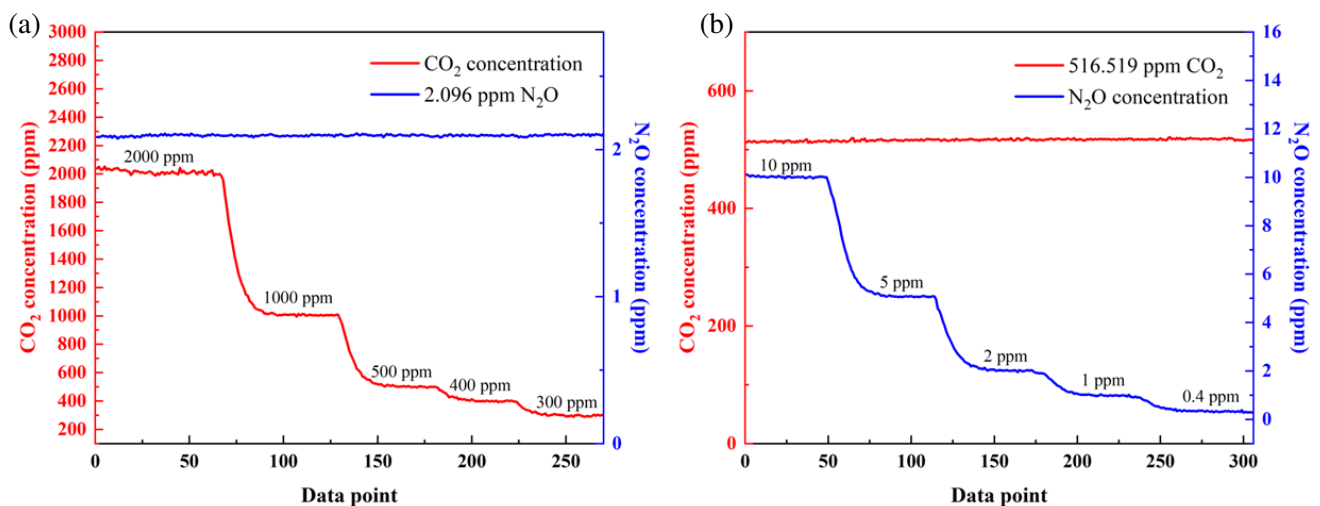 (a)
CO₂ concentration (ppm)
3000
2800
2600
2400
2200
2000
1800
1600
1400
1200
1000
800
600
400
200
CO₂ concentration
2.096 ppm N₂O
2000 ppm
1000 ppm
500 ppm
400 ppm
300 ppm
2
1
0
N₂O concentration (ppm)
0 50 100 150 200 250
Data point
(b)
CO₂ concentration (ppm)
600
400
200
0
516.519 ppm CO₂
N₂O concentration
10 ppm
5 ppm
2 ppm
1 ppm
0.4 ppm
16
14
12
10
8
6
4
2
0
N₂O concentration (ppm)
0 50 100 150 200 250 300
Data point